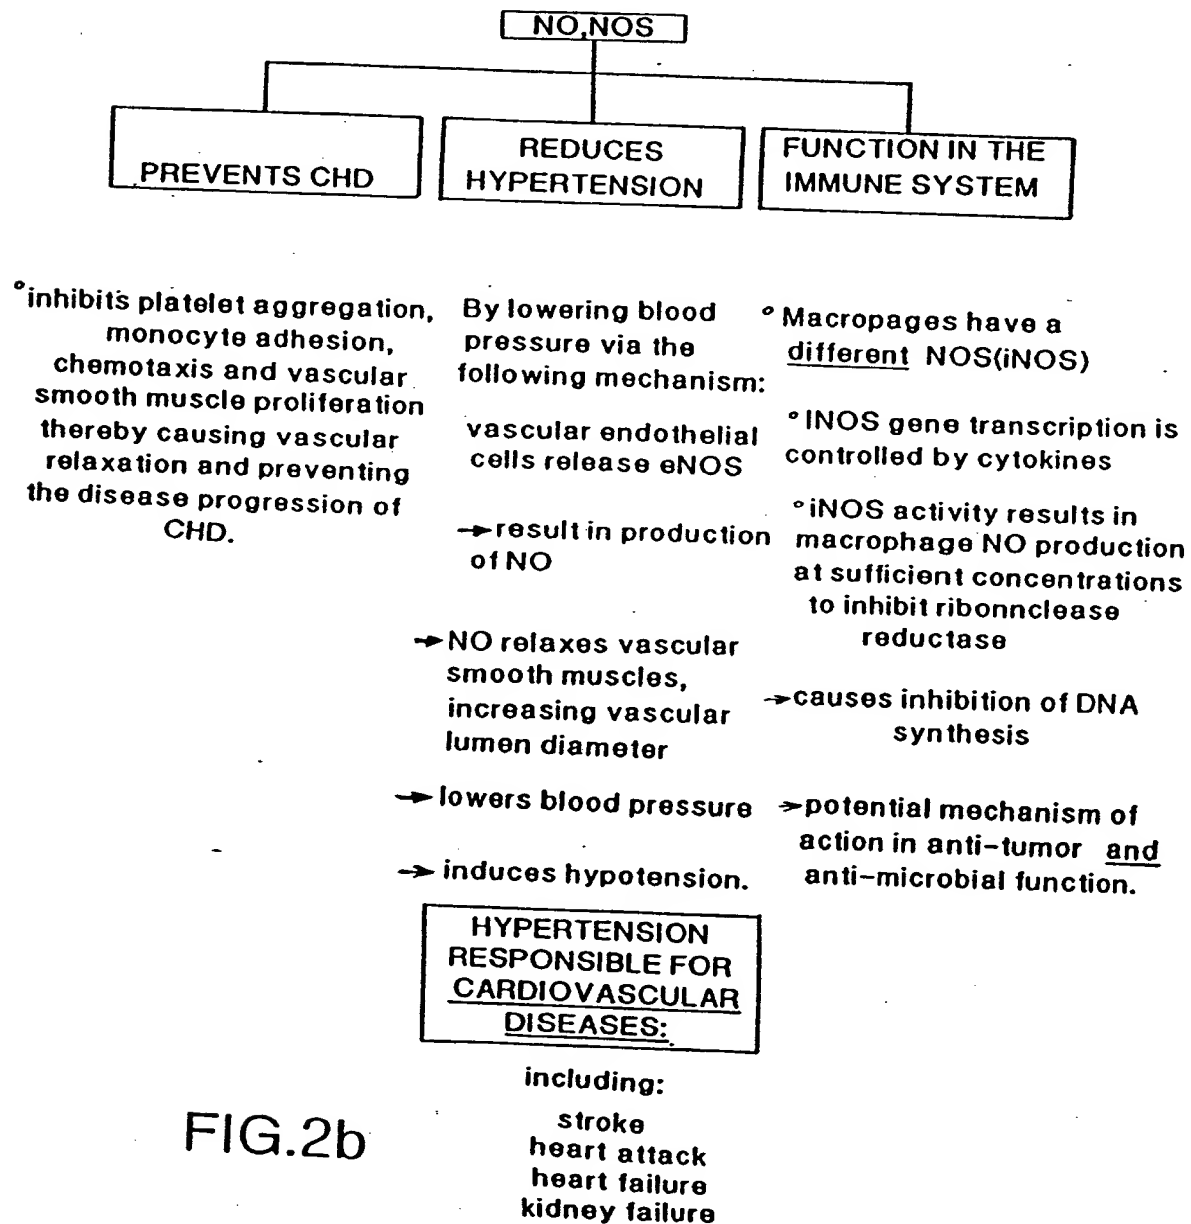 NO,NOS
PREVENTS CHD
REDUCES
HYPERTENSION
FUNCTION IN THE
IMMUNE SYSTEM
°inhibits platelet aggregation,
monocyte adhesion,
chemotaxis and vascular
smooth muscle proliferation
thereby causing vascular
relaxation and preventing
the disease progression of
CHD.
By lowering blood
pressure via the
following mechanism:
vascular endothelial
cells release eNOS
→result in production
of NO
→ NO relaxes vascular
smooth muscles,
increasing vascular
lumen diameter
→ lowers blood pressure
→ induces hypotension.
° Macropages have a
different NOS(iNOS)
° INOS gene transcription is
controlled by cytokines
°iNOS activity results in
macrophage NO production
at sufficient concentrations
to inhibit ribonnclease
reductase
→causes inhibition of DNA
synthesis
→potential mechanism of
action in anti-tumor and
anti-microbial function.
HYPERTENSION
RESPONSIBLE FOR
CARDIOVASCULAR
DISEASES:
including:
stroke
heart attack
heart failure
kidney failure
FIG.2b